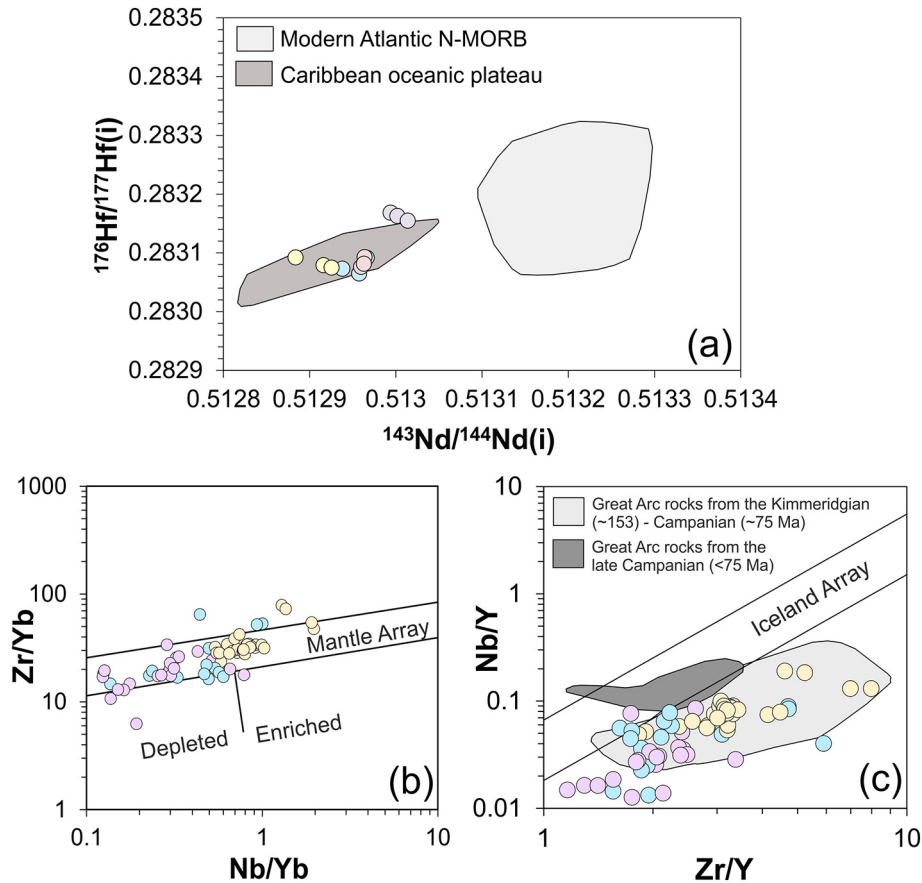 0.2835
0.2834
0.2833
0.2832
0.2831
0.2830
0.2829
176Hf/177Hf(i)
Modern Atlantic N-MORB
Caribbean oceanic plateau
(a)
0.5128 0.5129 0.513 0.5131 0.5132 0.5133 0.5134
143Nd/144Nd(i)
1000
100
10
1
Zr/Yb
Mantle Array
Depleted
Enriched
(b)
0.1 1 10
Nb/Yb
10
1
0.1
0.01
Nb/Y
Great Arc rocks from the Kimmeridgian
(~153) - Campanian (~75 Ma)
Great Arc rocks from the
late Campanian (<75 Ma)
Iceland Array
(c)
1 10
Zr/Y